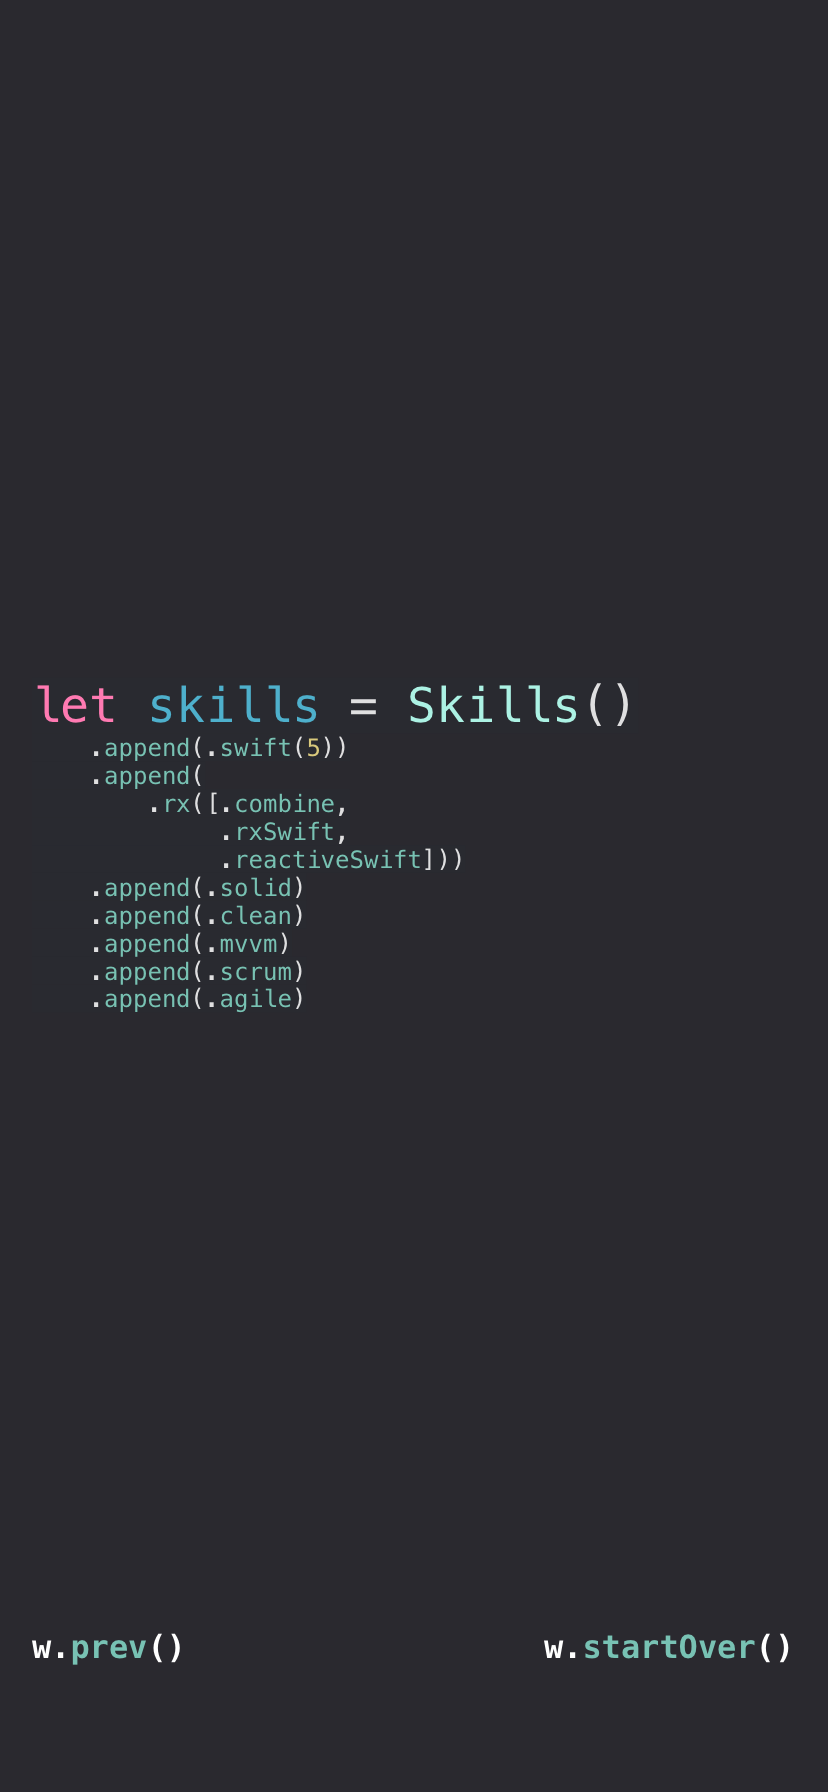 let skills = Skills()
.append(.swift(5))
.append(
.rx([.combine,
.rxSwift,
.reactiveSwift]))
.append(.solid)
.append(.clean)
.append(.mvvm)
.append(.scrum)
.append(.agile)
w.prev()
w.startOver()